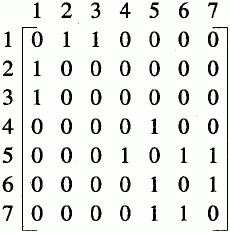 1 2 3 4 5 6 7
1 0 1 1 0 0 0 0
2 1 0 0 0 0 0 0
3 1 0 0 0 0 0 0
4 0 0 0 0 1 0 0
5 0 0 0 1 0 1 1
6 0 0 0 0 1 0 1
7 0 0 0 0 1 1 0